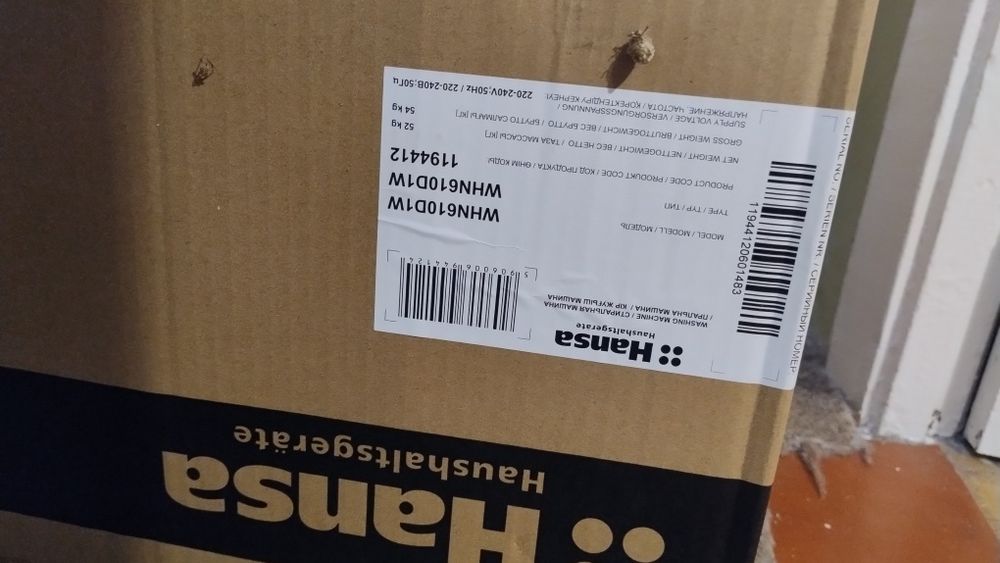 Hansa
Haushaltsgeräte
WASHING MACHINE / СТИРАЛЬНАЯ МАШИНА
/ ПРАЛЬНА МАШИНА / КІР ЖУҒЫШ МАШИНА
5906006944124
MODEL / MODELL / МОДЕЛЬ WHN610D1W
TYPE / TYP / ТИП WHN610D1W
PRODUCT CODE / PRODUKT CODE / КОД ПРОДУКТА / ӨНІМ КОДЫ 1194412
NET WEIGHT / NETTOGEWICHT / ВЕС НЕТТО / ТАЗА МАССАСЫ [КГ] 52 kg
GROSS WEIGHT / BRUTTOGEWICHT / ВЕС БРУТТО / БРУТТО САЛМАҒЫ [КГ] 54 kg
SUPPLY VOLTAGE / VERSORGUNGSSPANNUNG /
НАПРЯЖЕНИЕ, ЧАСТОТА / КОРЕКТЕНДІРУ КЕРНЕУІ 220-240V;50Hz / 220-240В;50Гц
11944120601483
SERIAL NO. / SERIEN NR. / СЕРИЙНЫЙ НОМЕР
Hansa
Haushaltsgeräte